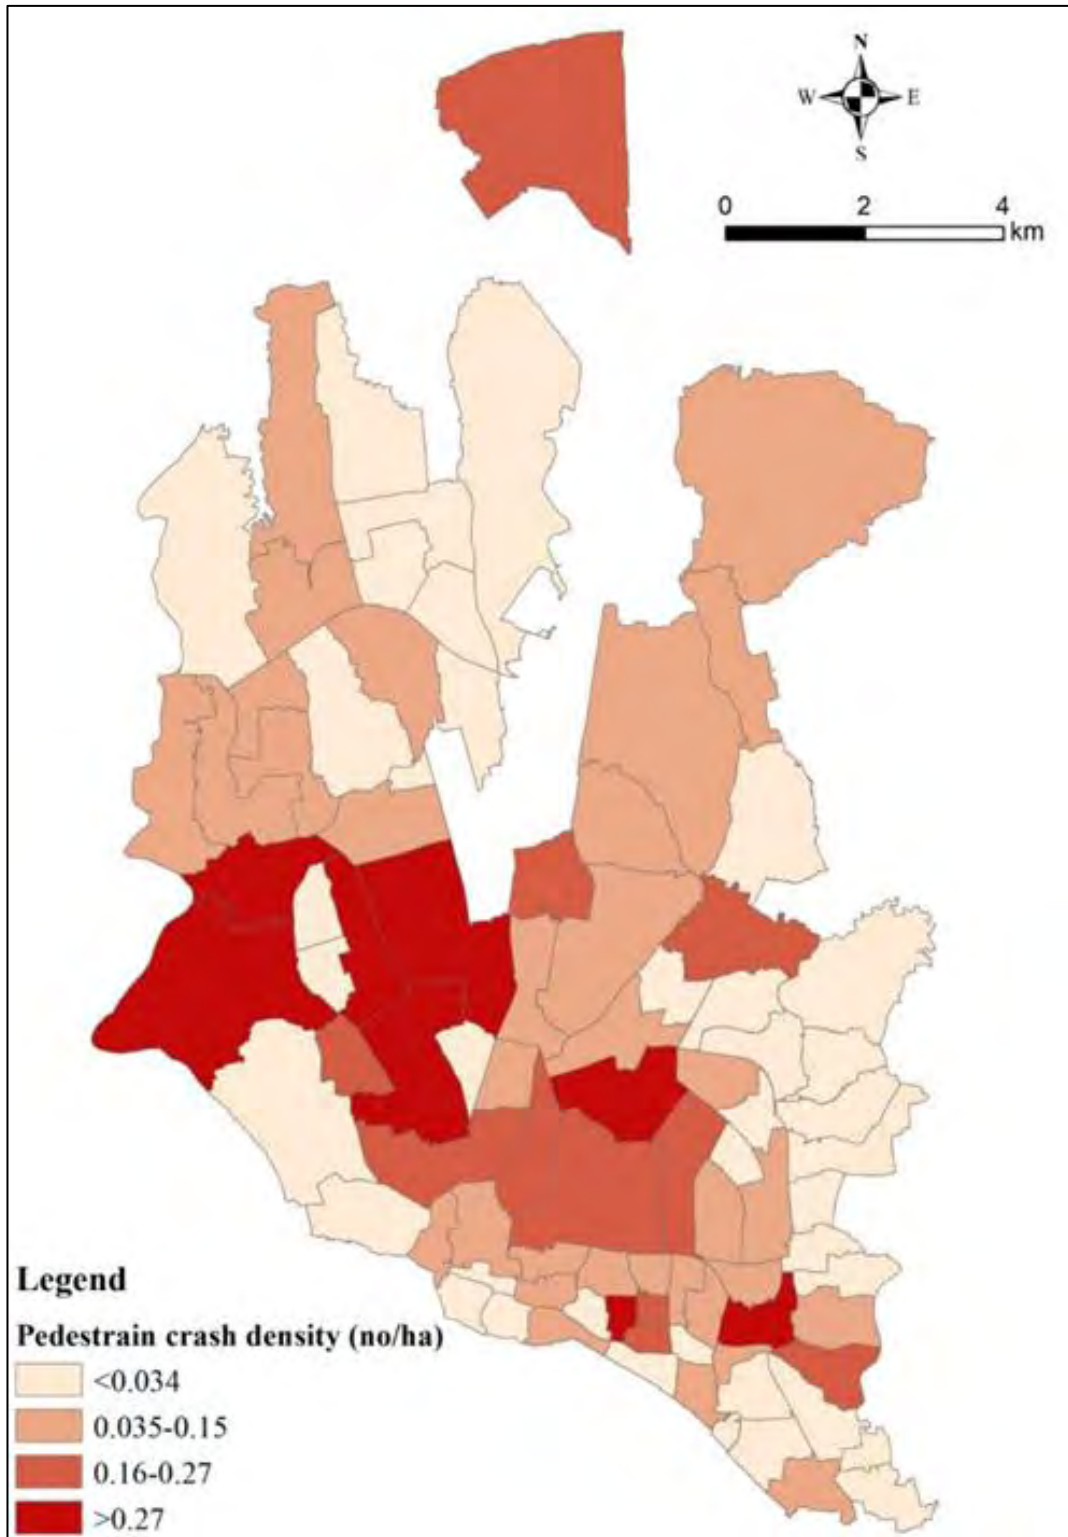 N
W E
S
0 2 4
km
Legend
Pedestrain crash density (no/ha)
<0.034
0.035-0.15
0.16-0.27
>0.27